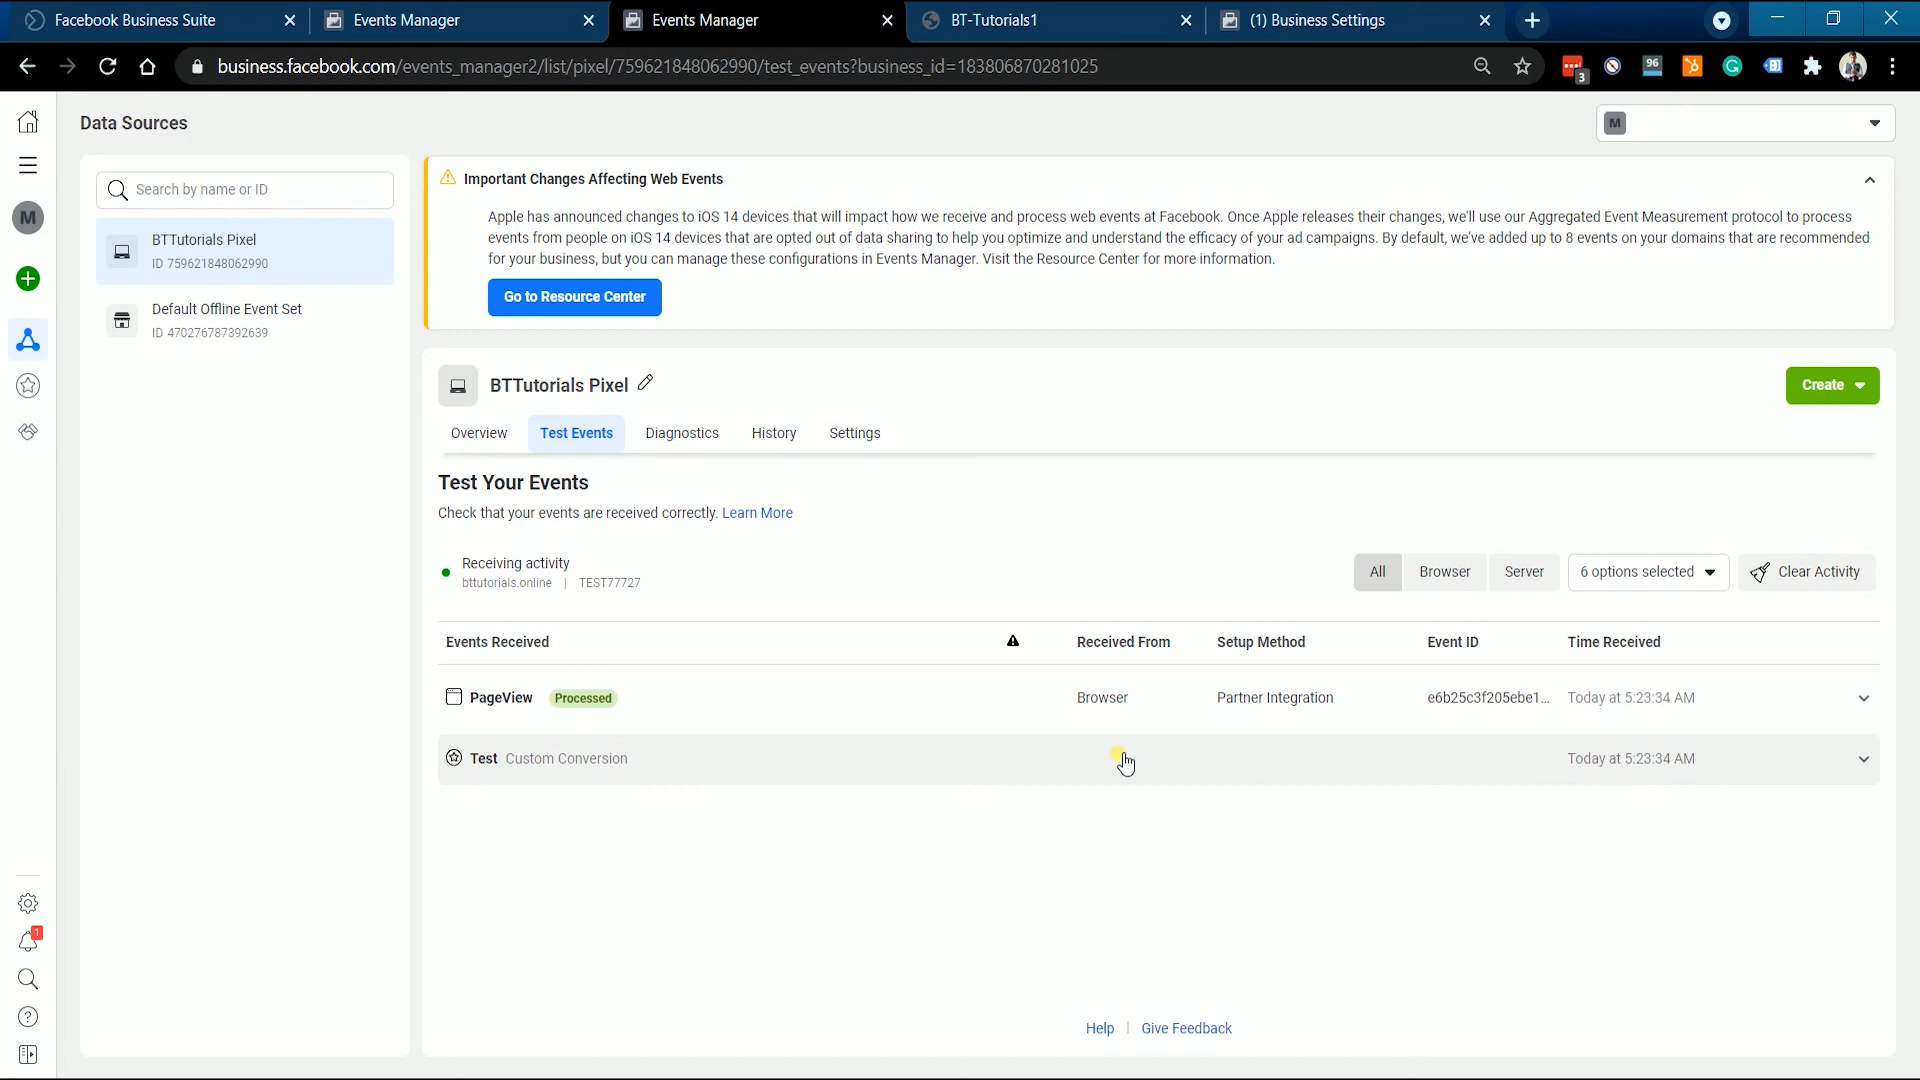 Facebook Business Suite
Events Manager
Events Manager
BT-Tutorials1
(1) Business Settings
business.facebook.com/events_manager2/list/pixel/759621848062990/test_events?business_id=183806870281025
3
96
Data Sources
M
M
Search by name or ID
BTTutorials Pixel
ID 759621848062990
Default Offline Event Set
ID 470276787392639
Important Changes Affecting Web Events
Apple has announced changes to iOS 14 devices that will impact how we receive and process web events at Facebook. Once Apple releases their changes, we'll use our Aggregated Event Measurement protocol to process
events from people on iOS 14 devices that are opted out of data sharing to help you optimize and understand the efficacy of your ad campaigns. By default, we've added up to 8 events on your domains that are recommended
for your business, but you can manage these configurations in Events Manager. Visit the Resource Center for more information.
Go to Resource Center
BTTutorials Pixel
Create
Overview
Test Events
Diagnostics
History
Settings
Test Your Events
Check that your events are received correctly. Learn More
Receiving activity
bttutorials.online | TEST77727
All
Browser
Server
6 options selected
Clear Activity
Events Received
Received From
Setup Method
Event ID
Time Received
PageView Processed
Browser
Partner Integration
e6b25c3f205ebe1...
Today at 5:23:34 AM
Test Custom Conversion
Today at 5:23:34 AM
1
Help | Give Feedback